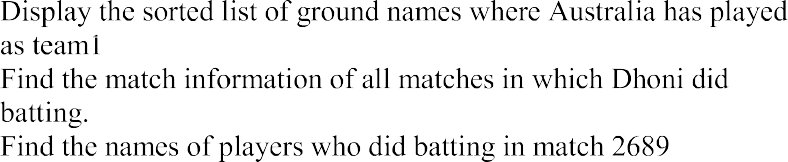 Display the sorted list of ground names where Australia has played
as team1
Find the match information of all matches in which Dhoni did
batting.
Find the names of players who did batting in match 2689